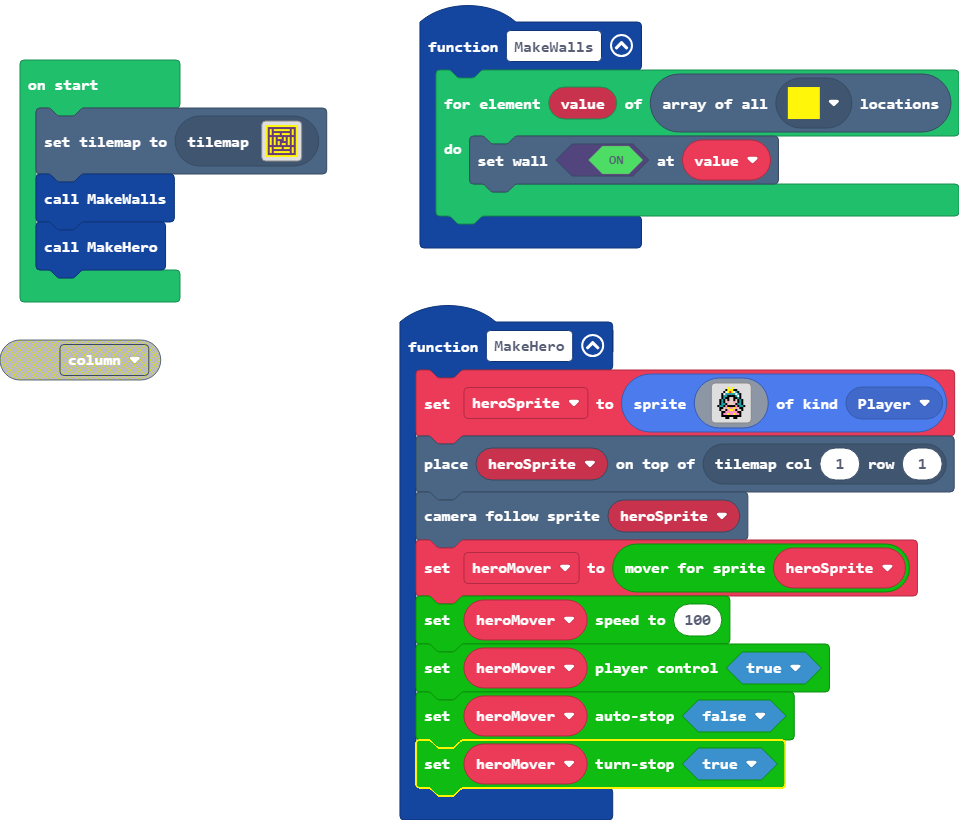 on start
set tilemap to tilemap
call MakeWalls
call MakeHero
column
function MakeWalls
for element value of array of all locations
do
set wall ON at value
function MakeHero
set heroSprite to sprite of kind Player
place heroSprite on top of tilemap col 1 row 1
camera follow sprite heroSprite
set heroMover to mover for sprite heroSprite
set heroMover speed to 100
set heroMover player control true
set heroMover auto-stop false
set heroMover turn-stop true